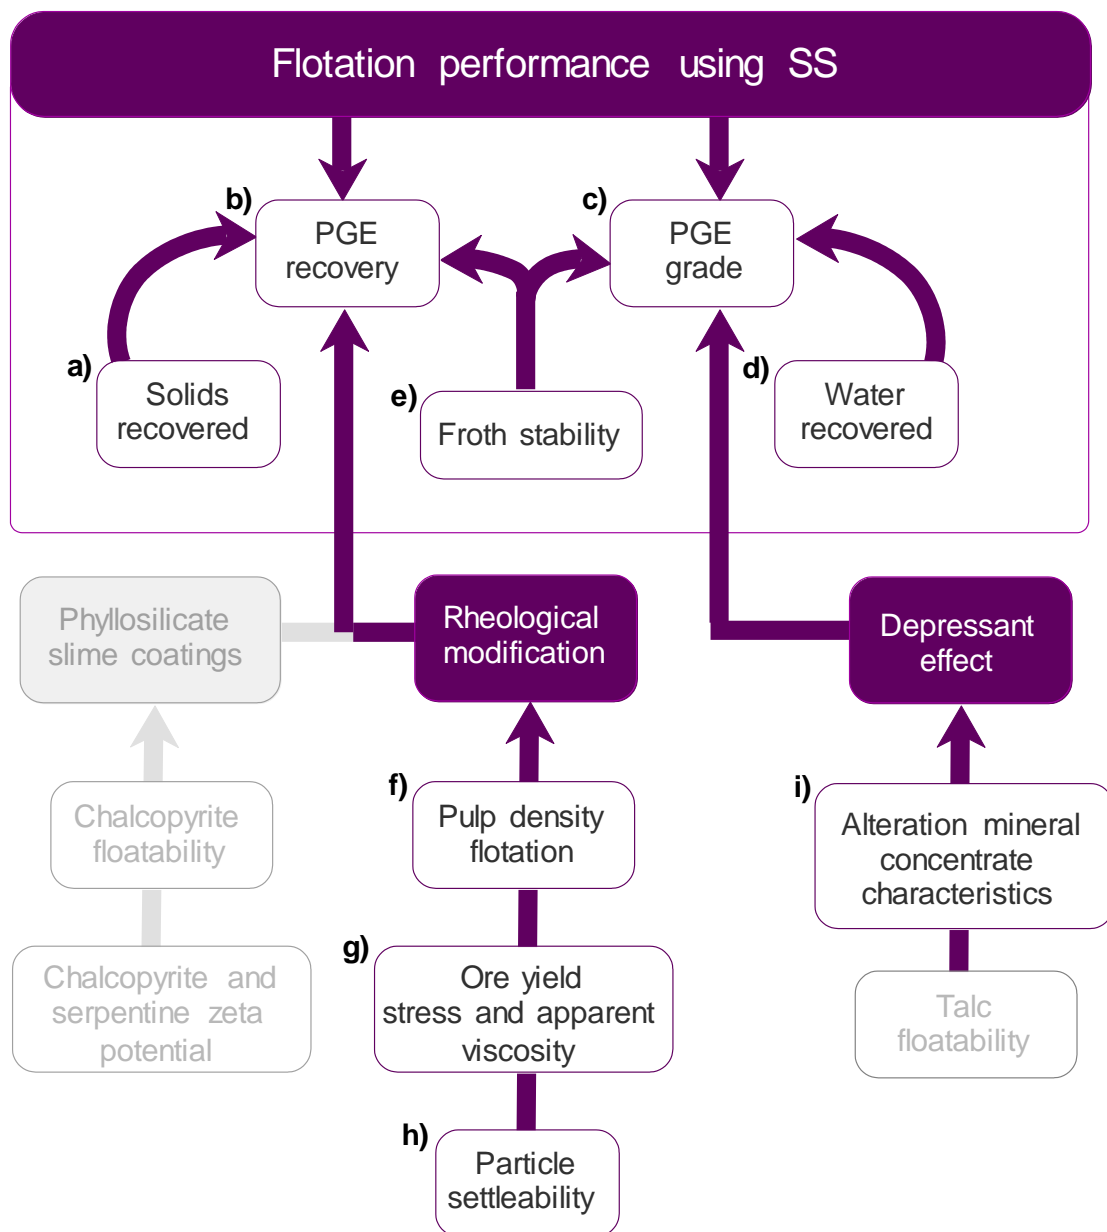 Flotation performance using SS
b)
PGE
recovery
c)
PGE
grade
a)
Solids
recovered
e)
Froth stability
d)
Water
recovered
Phyllosilicate
slime coatings
Rheological
modification
Depressant
effect
Chalcopyrite
floatability
f)
Pulp density
flotation
i)
Alteration mineral
concentrate
characteristics
Chalcopyrite and
serpentine zeta
potential
g)
Ore yield
stress and apparent
viscosity
Talc
floatability
h)
Particle
settleability